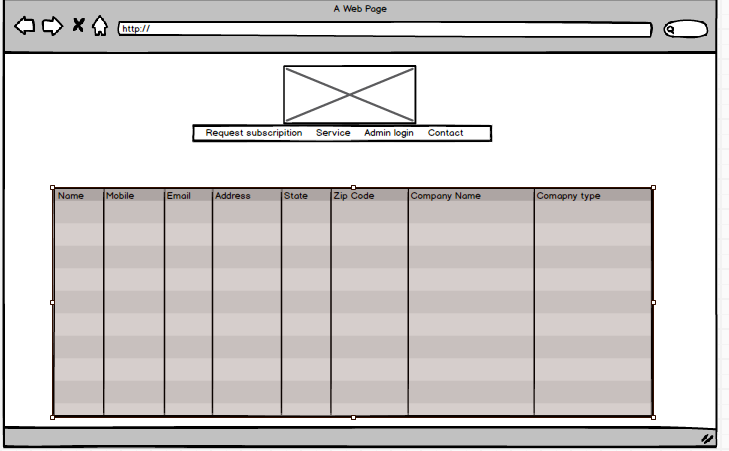 A Web Page
http://
Request subscription Service Admin login Contact
Name Mobile Email Address State Zip Code Company Name Comapny type